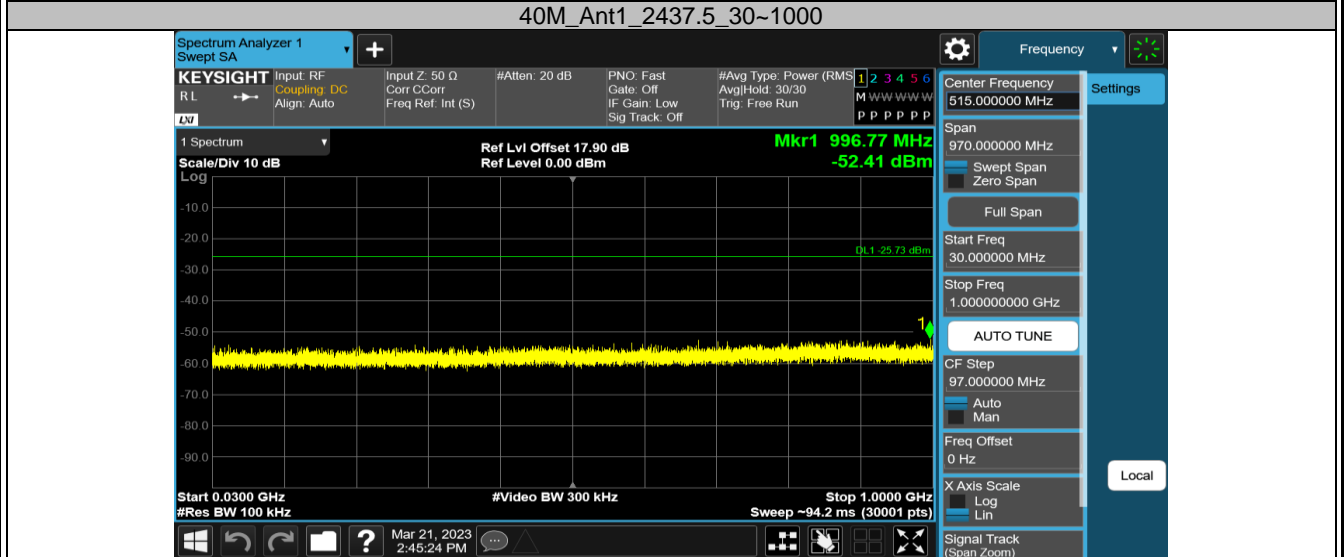 40M_Ant1_2437.5_30~1000
Spectrum Analyzer 1
Swept SA
Frequency
KEYSIGHT
R L
LXI
Input: RF
Coupling: DC
Align: Auto
Input Z: 50 Ω
Corr CCorr
Freq Ref: Int (S)
#Atten: 20 dB
PNO: Fast
Gate: Off
IF Gain: Low
Sig Track: Off
#Avg Type: Power (RMS
Avg|Hold: 30/30
Trig: Free Run
1 2 3 4 5 6
M W W W W W
P P P P P P
1 Spectrum
Scale/Div 10 dB
Log
Ref Lvl Offset 17.90 dB
Ref Level 0.00 dBm
Mkr1 996.77 MHz
-52.41 dBm
-10.0
-20.0
DL1 -25.73 dBm
-30.0
-40.0
-50.0
1
-60.0
-70.0
-80.0
-90.0
Start 0.0300 GHz
#Video BW 300 kHz
Stop 1.0000 GHz
#Res BW 100 kHz
Sweep ~94.2 ms (30001 pts)
Center Frequency
515.000000 MHz
Settings
Span
970.000000 MHz
Swept Span
Zero Span
Full Span
Start Freq
30.000000 MHz
Stop Freq
1.000000000 GHz
AUTO TUNE
CF Step
97.000000 MHz
Auto
Man
Freq Offset
0 Hz
X Axis Scale
Log
Lin
Local
Signal Track
(Span Zoom)
?
Mar 21, 2023
2:45:24 PM